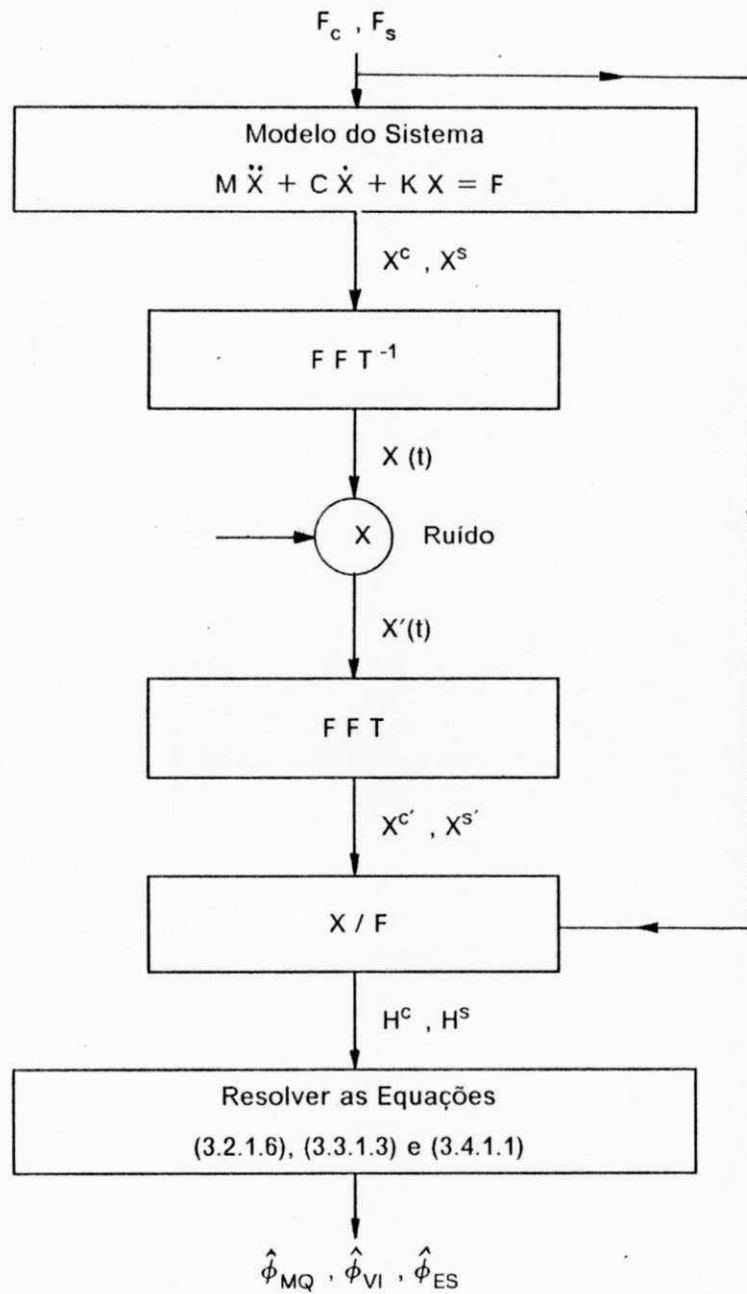 F_c , F_s
Modelo do Sistema
M Ẍ + C Ẋ + K X = F
X^c , X^s
F F T^-1
X (t)
X Ruído
X′(t)
F F T
X^c′ , X^s′
X / F
H^c , H^s
Resolver as Equações
(3.2.1.6), (3.3.1.3) e (3.4.1.1)
ϕ̂_MQ , ϕ̂_VI , ϕ̂_ES